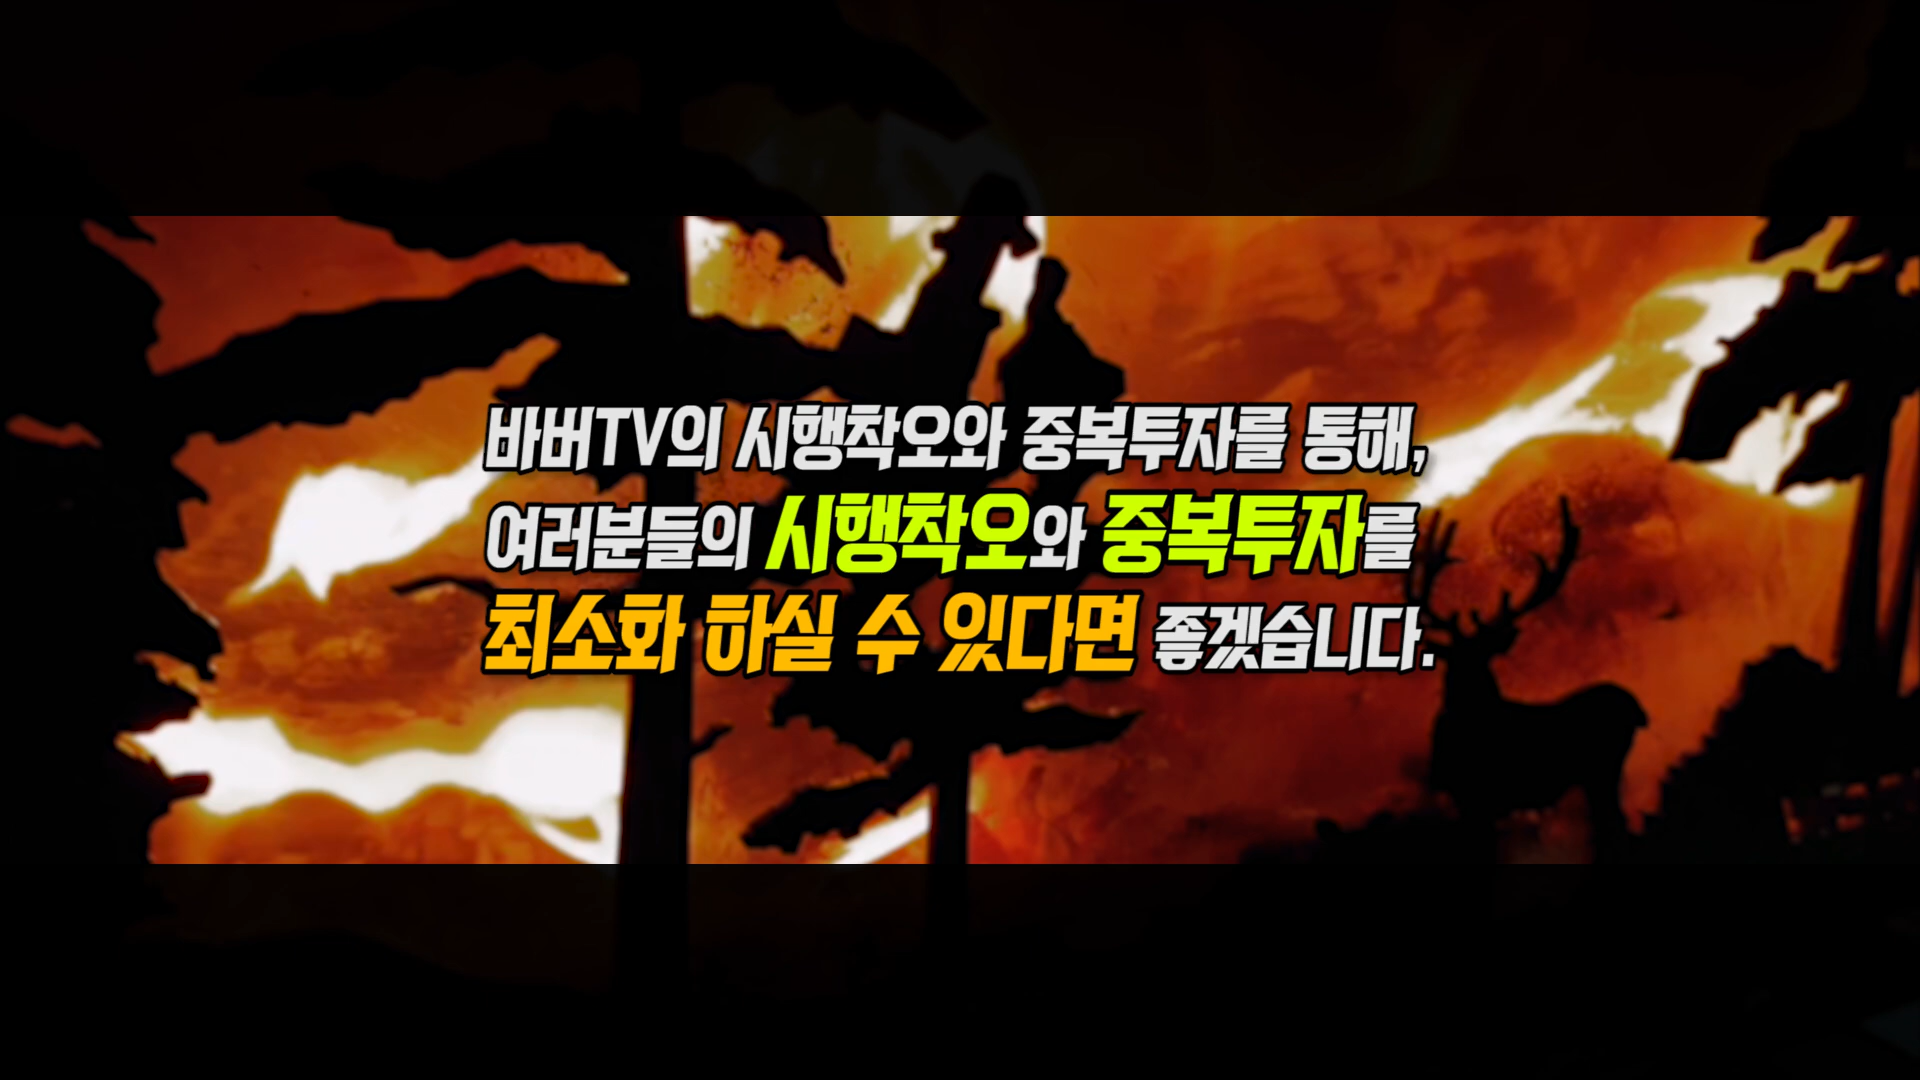 바버TV의 시행착오와 중복투자를 통해,
여러분들의 시행착오와 중복투자를
최소화 하실 수 있다면 좋겠습니다.